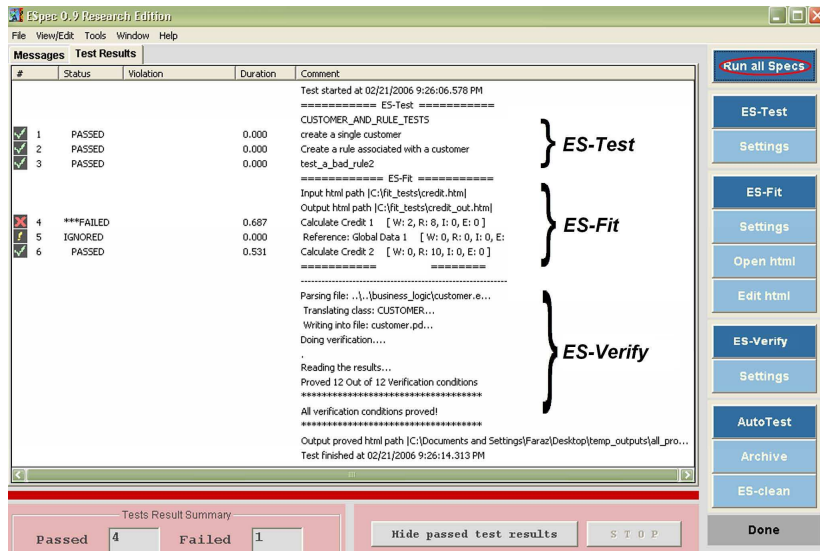 ESpec 0.9 Research Edition
File View/Edit Tools Window Help
Messages Test Results
# Status Violation Duration Comment
Test started at 02/21/2006 9:26:06.578 PM
=========== ES-Test ===========
CUSTOMER_AND_RULE_TESTS
1 PASSED 0.000 create a single customer
2 PASSED 0.000 Create a rule associated with a customer
3 PASSED 0.000 test_a_bad_rule2
============ ES-Fit ===========
Input html path |C:\fit_tests\credit.htm|
Output html path |C:\fit_tests\credit_out.htm|
4 ***FAILED 0.687 Calculate Credit 1 [ W: 2, R: 8, I: 0, E: 0 ]
5 IGNORED 0.000 Reference: Global Data 1 [ W: 0, R: 0, I: 0, E:
6 PASSED 0.531 Calculate Credit 2 [ W: 0, R: 10, I: 0, E: 0 ]
=========== ========
------------------------------------------------------------
Parsing file: ..\..\business_logic\customer.e...
Translating class: CUSTOMER...
Writing into file: customer.pd...
Doing verification....
.
Reading the results...
Proved 12 Out of 12 Verification conditions
************************************
All verification conditions proved!
************************************
Output proved html path |C:\Documents and Settings\Faraz\Desktop\temp_outputs\all_pro...
Test finished at 02/21/2006 9:26:14.313 PM
ES-Test
ES-Fit
ES-Verify
Run all Specs
ES-Test
Settings
ES-Fit
Settings
Open html
Edit html
ES-Verify
Settings
AutoTest
Archive
ES-clean
Done
Tests Result Summary
Passed 4 Failed 1
Hide passed test results
S T O P